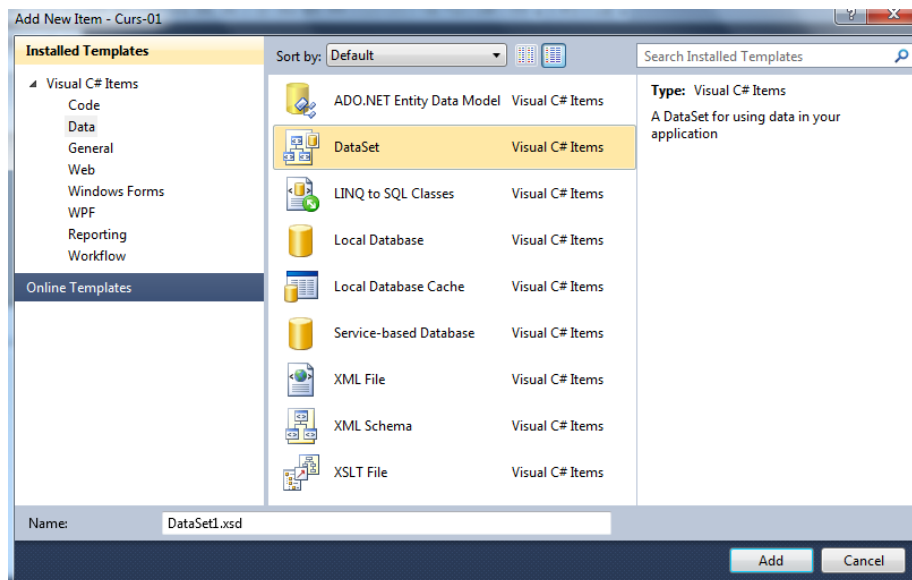 Add New Item - Curs-01
Installed Templates
Visual C# Items
Code
Data
General
Web
Windows Forms
WPF
Reporting
Workflow
Online Templates
Sort by: Default
ADO.NET Entity Data Model Visual C# Items
DataSet Visual C# Items
LINQ to SQL Classes Visual C# Items
Local Database Visual C# Items
Local Database Cache Visual C# Items
Service-based Database Visual C# Items
XML File Visual C# Items
XML Schema Visual C# Items
XSLT File Visual C# Items
Search Installed Templates
Type: Visual C# Items
A DataSet for using data in your
application
Name: DataSet1.xsd
Add Cancel